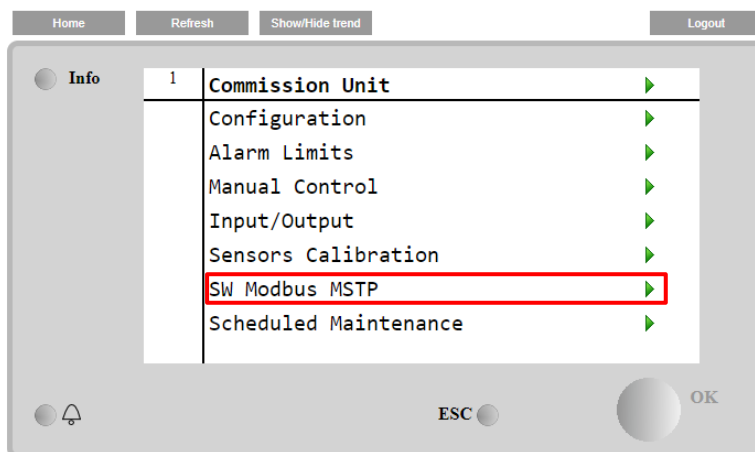 Home Refresh Show/Hide trend Logout
Info
1 Commission Unit
Configuration
Alarm Limits
Manual Control
Input/Output
Sensors Calibration
SW Modbus MSTP
Scheduled Maintenance
ESC OK